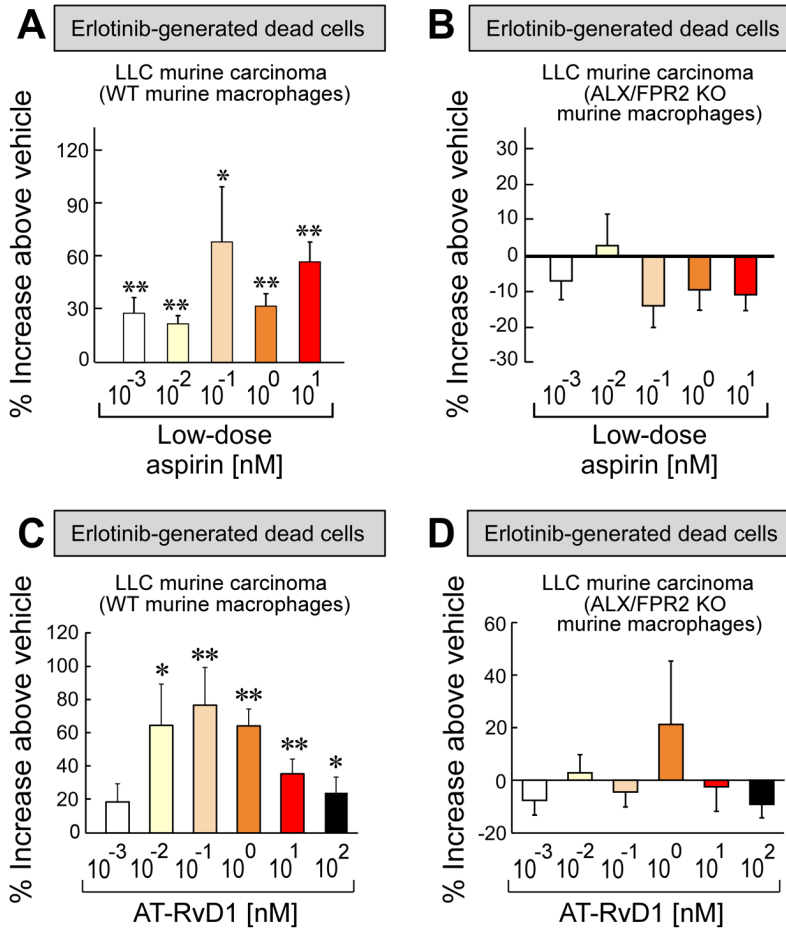 A
Erlotinib-generated dead cells
LLC murine carcinoma
(WT murine macrophages)
% Increase above vehicle
120
90
60
30
0
**
**
*
**
**
10-3
10-2
10-1
100
101
Low-dose
aspirin [nM]
B
Erlotinib-generated dead cells
LLC murine carcinoma
(ALX/FPR2 KO
murine macrophages)
% Increase above vehicle
30
20
10
0
-10
-20
-30
10-3
10-2
10-1
100
101
Low-dose
aspirin [nM]
C
Erlotinib-generated dead cells
LLC murine carcinoma
(WT murine macrophages)
% Increase above vehicle
120
100
80
60
40
20
0
*
**
**
**
*
10-3
10-2
10-1
100
101
102
AT-RvD1 [nM]
D
Erlotinib-generated dead cells
LLC murine carcinoma
(ALX/FPR2 KO
murine macrophages)
% Increase above vehicle
60
40
20
0
-20
10-3
10-2
10-1
100
101
102
AT-RvD1 [nM]